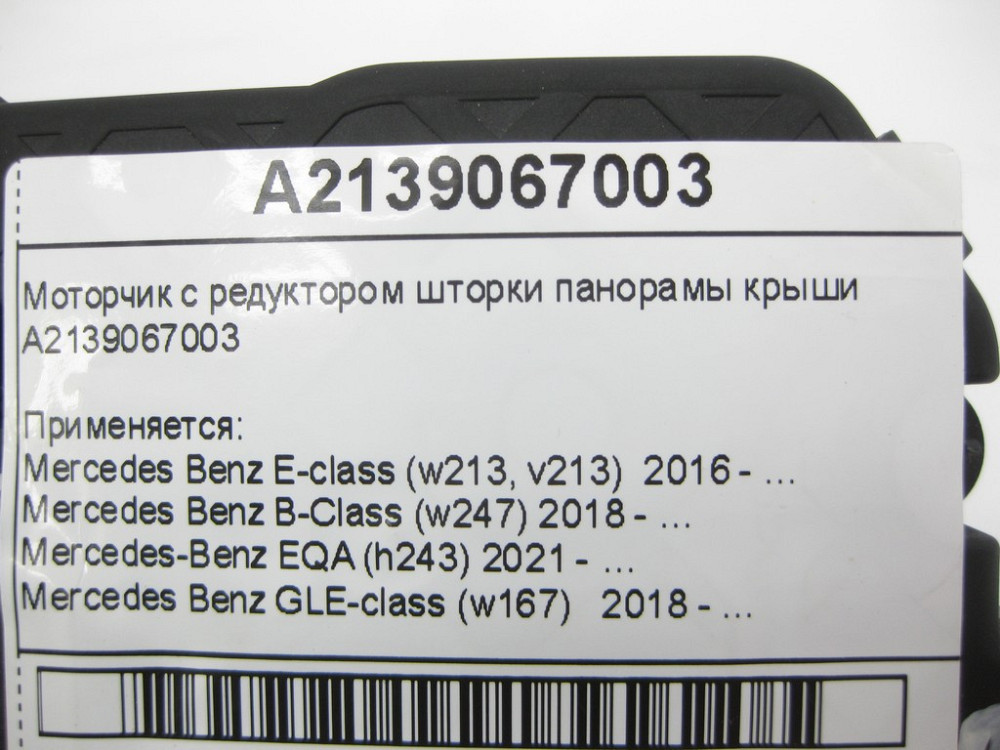 A2139067003
Моторчик с редуктором шторки панорамы крыши
A2139067003
Применяется:
Mercedes Benz E-class (w213, v213) 2016 - ...
Mercedes Benz B-Class (w247) 2018 - ...
Mercedes-Benz EQA (h243) 2021 - ...
Mercedes Benz GLE-class (w167) 2018 - ...